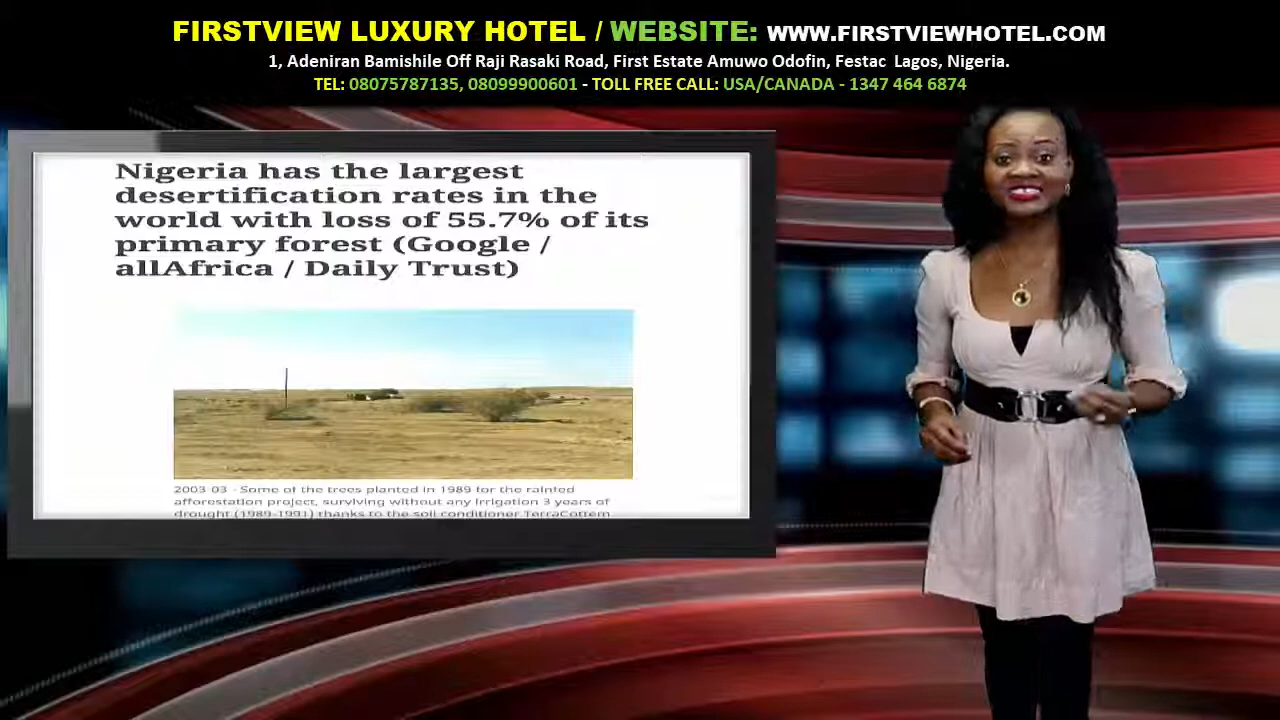 FIRSTVIEW LUXURY HOTEL / WEBSITE: WWW.FIRSTVIEWHOTEL.COM
1, Adeniran Bamishile Off Raji Rasaki Road, First Estate Amuwo Odofin, Festac Lagos, Nigeria.
TEL: 08075787135, 08099900601 - TOLL FREE CALL: USA/CANADA - 1347 464 6874
Nigeria has the largest
desertification rates in the
world with loss of 55.7% of its
primary forest (Google /
allAfrica / Daily Trust)
2003-03 - Some of the trees planted in 1989 for the rainfed
afforestation project, surviving without any irrigation 3 years of
drought (1989-1991) thanks to the soil conditioner TerraCottem